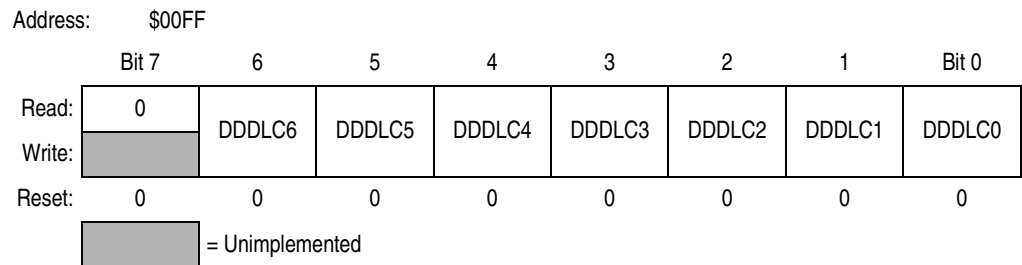 Address: $00FF
Bit 7 6 5 4 3 2 1 Bit 0
Read: 0 DDDLC6 DDDLC5 DDDLC4 DDDLC3 DDDLC2 DDDLC1 DDDLC0
Write:
Reset: 0 0 0 0 0 0 0 0
= Unimplemented